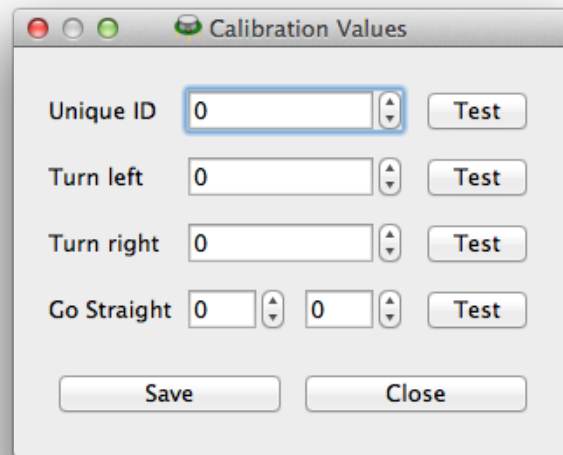 Calibration Values
Unique ID 0 Test
Turn left 0 Test
Turn right 0 Test
Go Straight 0 0 Test
Save Close